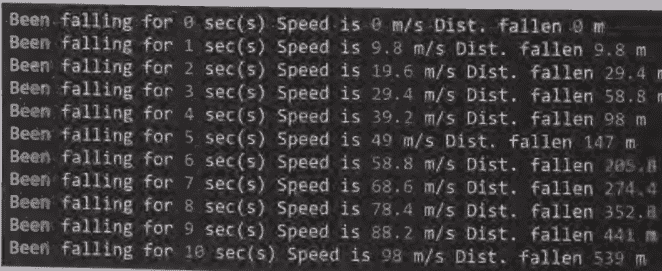 Been falling for 0 sec(s) Speed is 0 m/s Dist. fallen 0 m
Been falling for 1 sec(s) Speed is 9.8 m/s Dist. fallen 9.8 m
Been falling for 2 sec(s) Speed is 19.6 m/s Dist. fallen 29.4 m
Been falling for 3 sec(s) Speed is 29.4 m/s Dist. fallen 58.8 m
Been falling for 4 sec(s) Speed is 39.2 m/s Dist. fallen 98 m
Been falling for 5 sec(s) Speed is 49 m/s Dist. fallen 147 m
Been falling for 6 sec(s) Speed is 58.8 m/s Dist. fallen 205.8
Been falling for 7 sec(s) Speed is 68.6 m/s Dist. fallen 274.4
Been falling for 8 sec(s) Speed is 78.4 m/s Dist. fallen 352.8
Been falling for 9 sec(s) Speed is 88.2 m/s Dist. fallen 441 m
Been falling for 10 sec(s) Speed is 98 m/s Dist. fallen 539 m